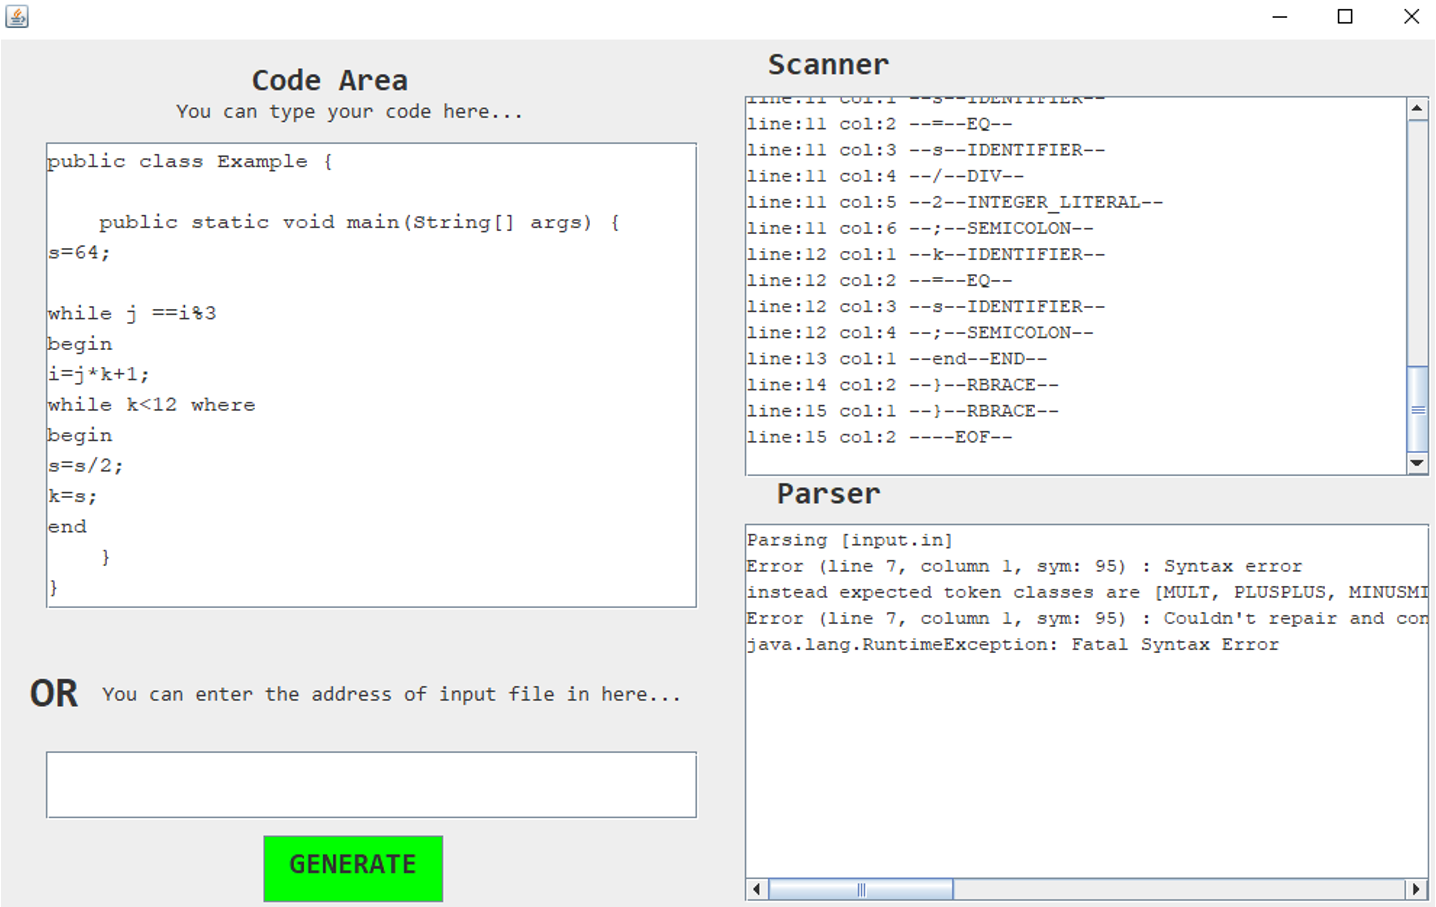 Code Area
You can type your code here...
public class Example {
    public static void main(String[] args) {
s=64;
while j ==i%3
begin
i=j*k+1;
while k<12 where
begin
s=s/2;
k=s;
end
    }
}
OR You can enter the address of input file in here...
GENERATE
Scanner
line:11 col:1 --s--IDENTIFIER--
line:11 col:2 --=--EQ--
line:11 col:3 --s--IDENTIFIER--
line:11 col:4 --/--DIV--
line:11 col:5 --2--INTEGER_LITERAL--
line:11 col:6 --;--SEMICOLON--
line:12 col:1 --k--IDENTIFIER--
line:12 col:2 --=--EQ--
line:12 col:3 --s--IDENTIFIER--
line:12 col:4 --;--SEMICOLON--
line:13 col:1 --end--END--
line:14 col:2 --}--RBRACE--
line:15 col:1 --}--RBRACE--
line:15 col:2 ----EOF--
Parser
Parsing [input.in]
Error (line 7, column 1, sym: 95) : Syntax error
instead expected token classes are [MULT, PLUSPLUS, MINUSMI
Error (line 7, column 1, sym: 95) : Couldn't repair and con
java.lang.RuntimeException: Fatal Syntax Error